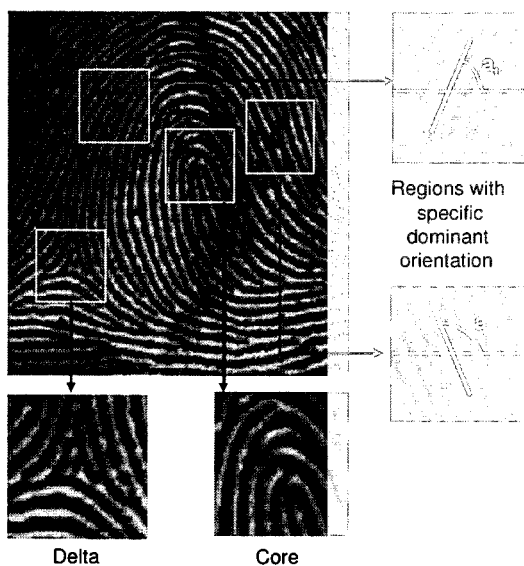 Regions with
specific
dominant
orientation
Delta
Core